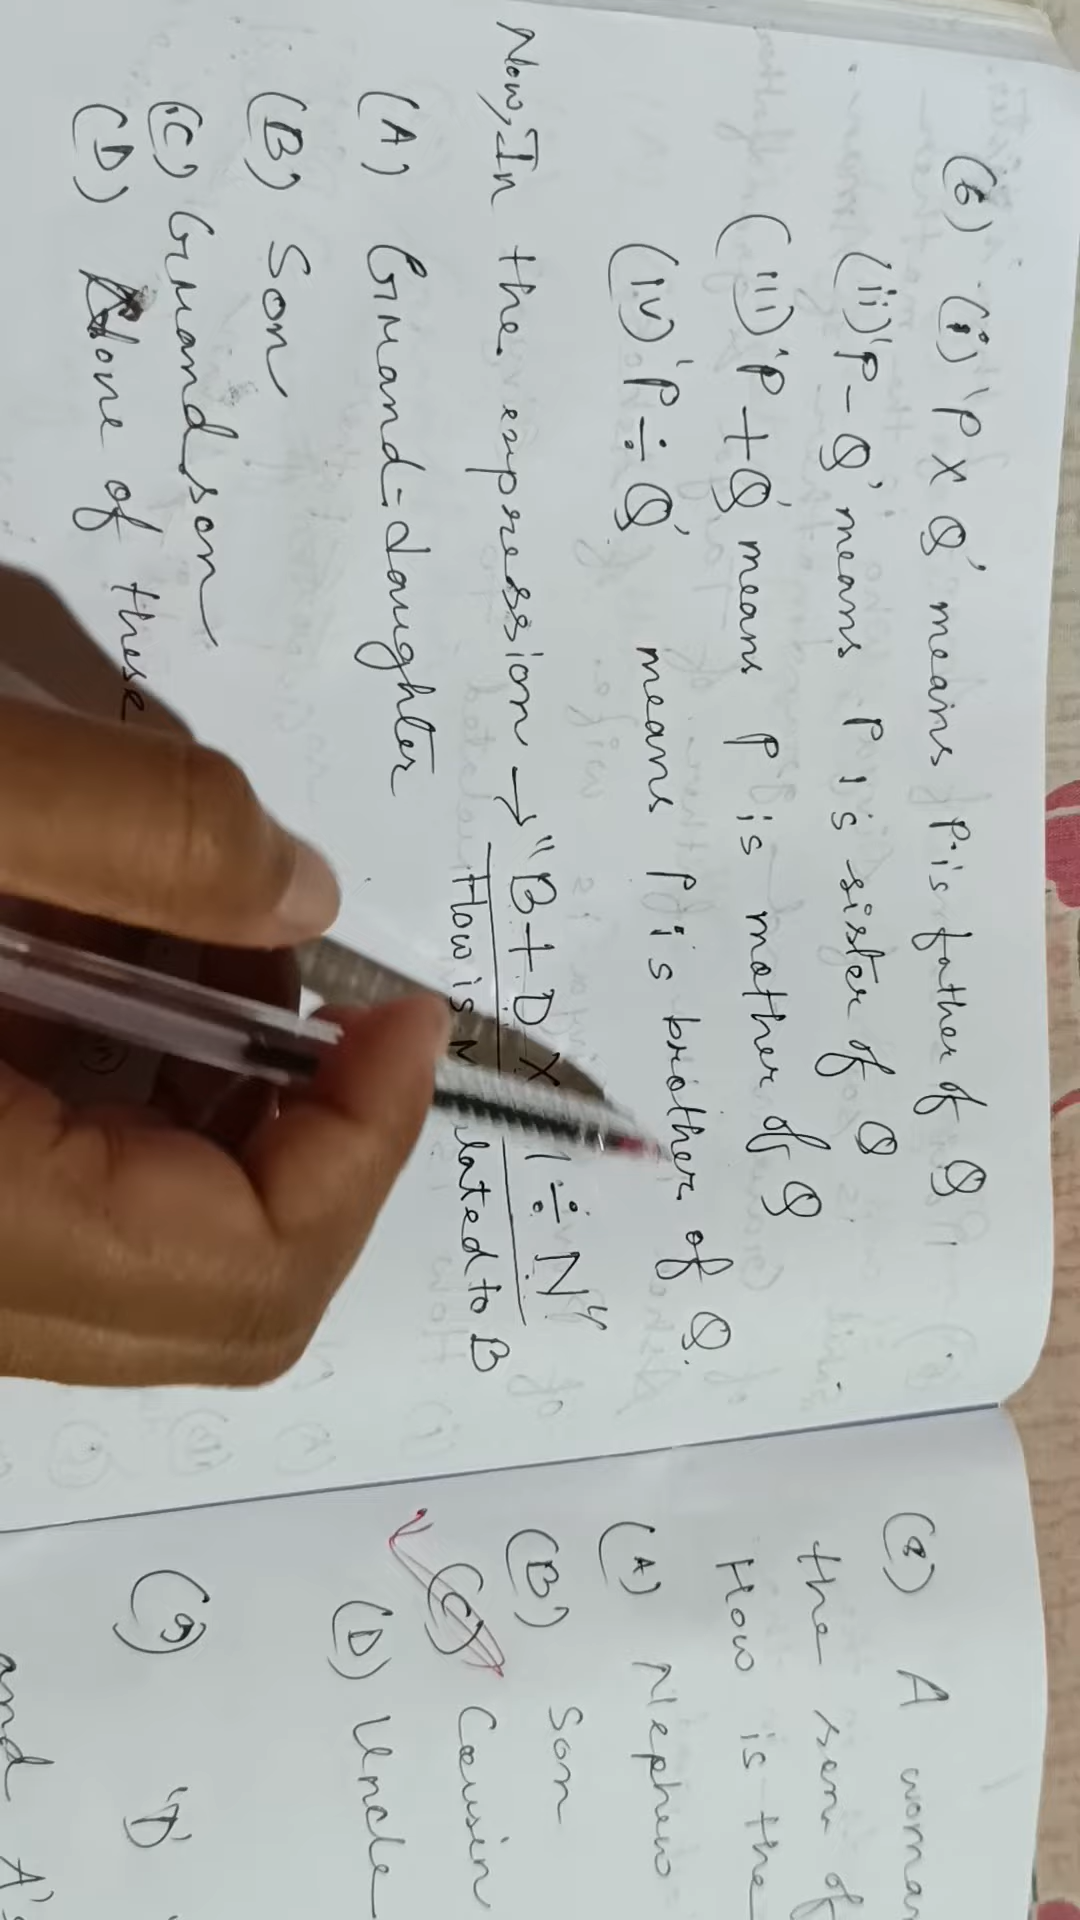 (6) (i) 'P X Q' means P is father of Q
(ii) 'P - Q' means P is sister of Q
(iii) 'P + Q' means P is mother of Q
(iv) 'P ÷ Q' means P is brother of Q.
Now, In the expression → "B + D X ÷ N"
How is N related to B
(A) Grand-daughter
(B) Son
(C) Grandson
(D) None of these
(8) A woman
the son of
How is the
(A) Nephew
(B) Son
(C) Cousin
(D) Uncle
(9) 'D'
and A's